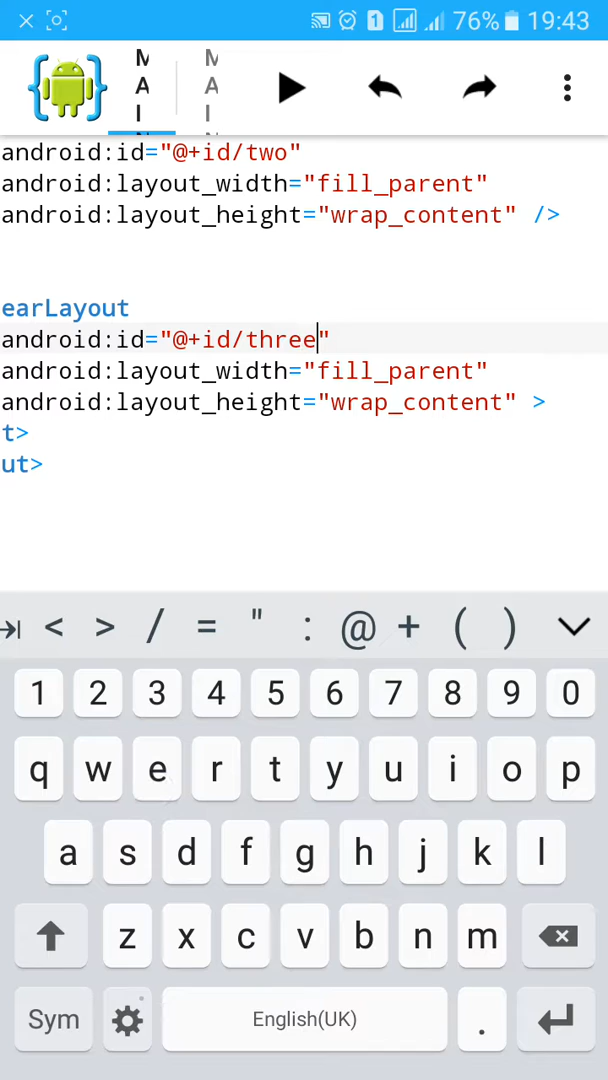 1 76% 19:43
M
A
I
M
A
I
android:id="@+id/two"
android:layout_width="fill_parent"
android:layout_height="wrap_content" />
earLayout
android:id="@+id/three"
android:layout_width="fill_parent"
android:layout_height="wrap_content" >
t>
ut>
< > / = " : @ + ( )
1 2 3 4 5 6 7 8 9 0
q w e r t y u i o p
a s d f g h j k l
z x c v b n m
Sym English(UK) .